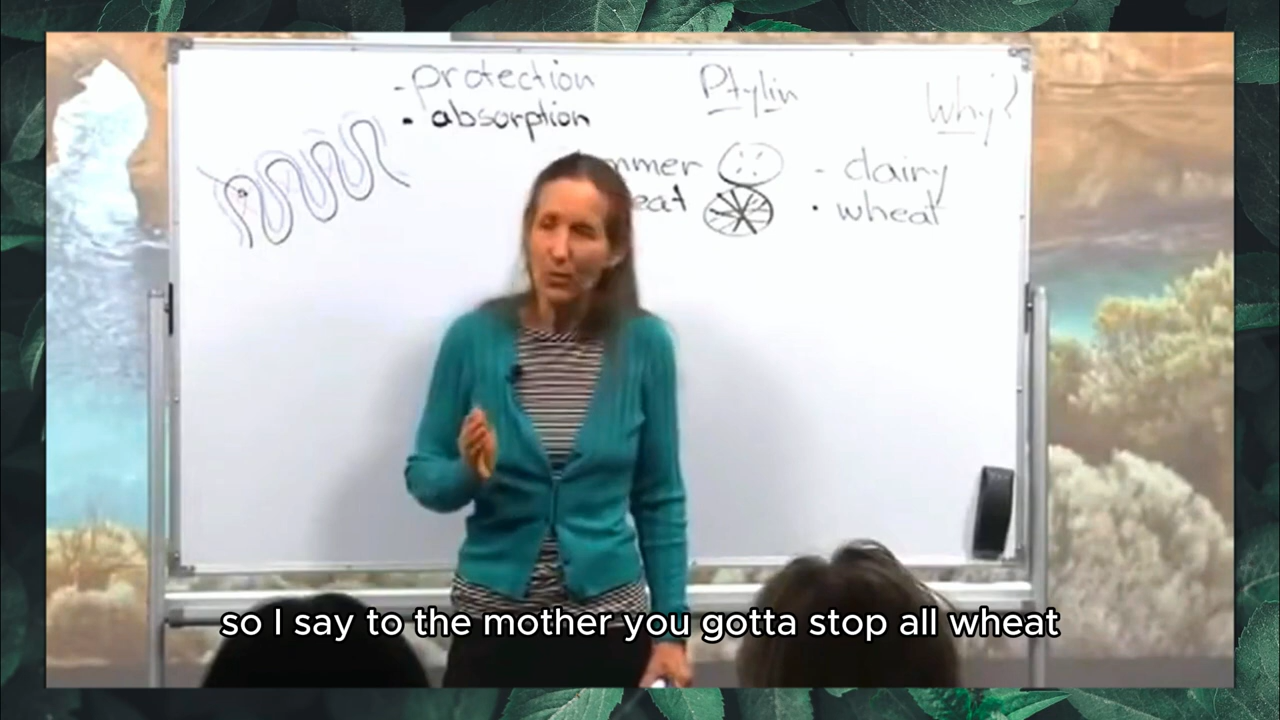 - protection
• absorption
Ptylin
Why?
mmer
eat
- dairy
• wheat
so I say to the mother you gotta stop all wheat